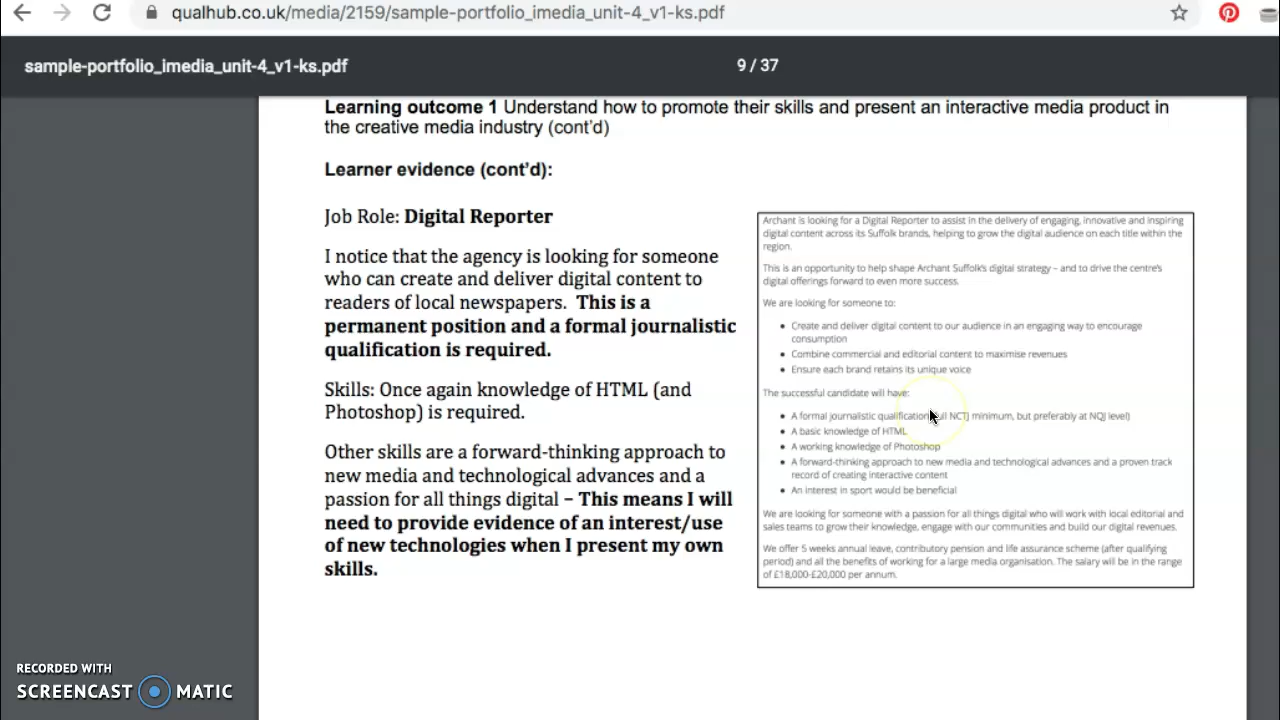 qualhub.co.uk/media/2159/sample-portfolio_imedia_unit-4_v1-ks.pdf
sample-portfolio_imedia_unit-4_v1-ks.pdf
9 / 37
Learning outcome 1 Understand how to promote their skills and present an interactive media product in
the creative media industry (cont'd)
Learner evidence (cont'd):
Job Role: Digital Reporter
I notice that the agency is looking for someone
who can create and deliver digital content to
readers of local newspapers. This is a
permanent position and a formal journalistic
qualification is required.
Skills: Once again knowledge of HTML (and
Photoshop) is required.
Other skills are a forward-thinking approach to
new media and technological advances and a
passion for all things digital – This means I will
need to provide evidence of an interest/use
of new technologies when I present my own
skills.
Archant is looking for a Digital Reporter to assist in the delivery of engaging, innovative and inspiring
digital content across its Suffolk brands, helping to grow the digital audience on each title within the
region.
This is an opportunity to help shape Archant Suffolk's digital strategy – and to drive the centre's
digital offerings forward to even more success.
We are looking for someone to:
• Create and deliver digital content to our audience in an engaging way to encourage
consumption
• Combine commercial and editorial content to maximise revenues
• Ensure each brand retains its unique voice
The successful candidate will have:
• A formal journalistic qualification NCTJ minimum, but preferably at NQJ level)
• A basic knowledge of HTML
• A working knowledge of Photoshop
• A forward-thinking approach to new media and technological advances and a proven track
record of creating interactive content
• An interest in sport would be beneficial
We are looking for someone with a passion for all things digital who will work with local editorial and
sales teams to grow their knowledge, engage with our communities and build our digital revenues.
We offer 5 weeks annual leave, contributory pension and life assurance scheme (after qualifying
period) and all the benefits of working for a large media organisation. The salary will be in the range
of £18,000-£20,000 per annum.
RECORDED WITH
SCREENCAST MATIC